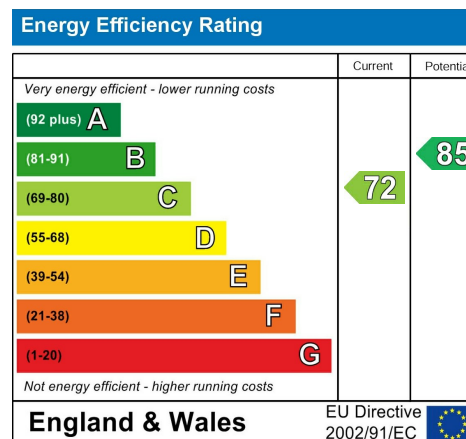 Energy Efficiency Rating
Current Potentia
Very energy efficient - lower running costs
(92 plus) A
(81-91) B
85
(69-80) C
72
(55-68) D
(39-54) E
(21-38) F
(1-20) G
Not energy efficient - higher running costs
England & Wales
EU Directive
2002/91/EC